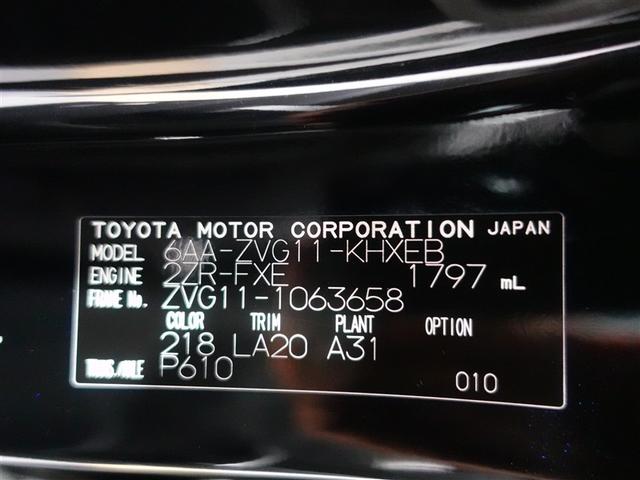 TOYOTA MOTOR CORPORATION JAPAN
MODEL 6AA-ZVG11-KHXEB
ENGINE 2ZR-FXE 1797 mL
FRAME No. ZVG11-1063658
COLOR TRIM PLANT OPTION
218 LA20 A31
TRANS./AXLE P610
010